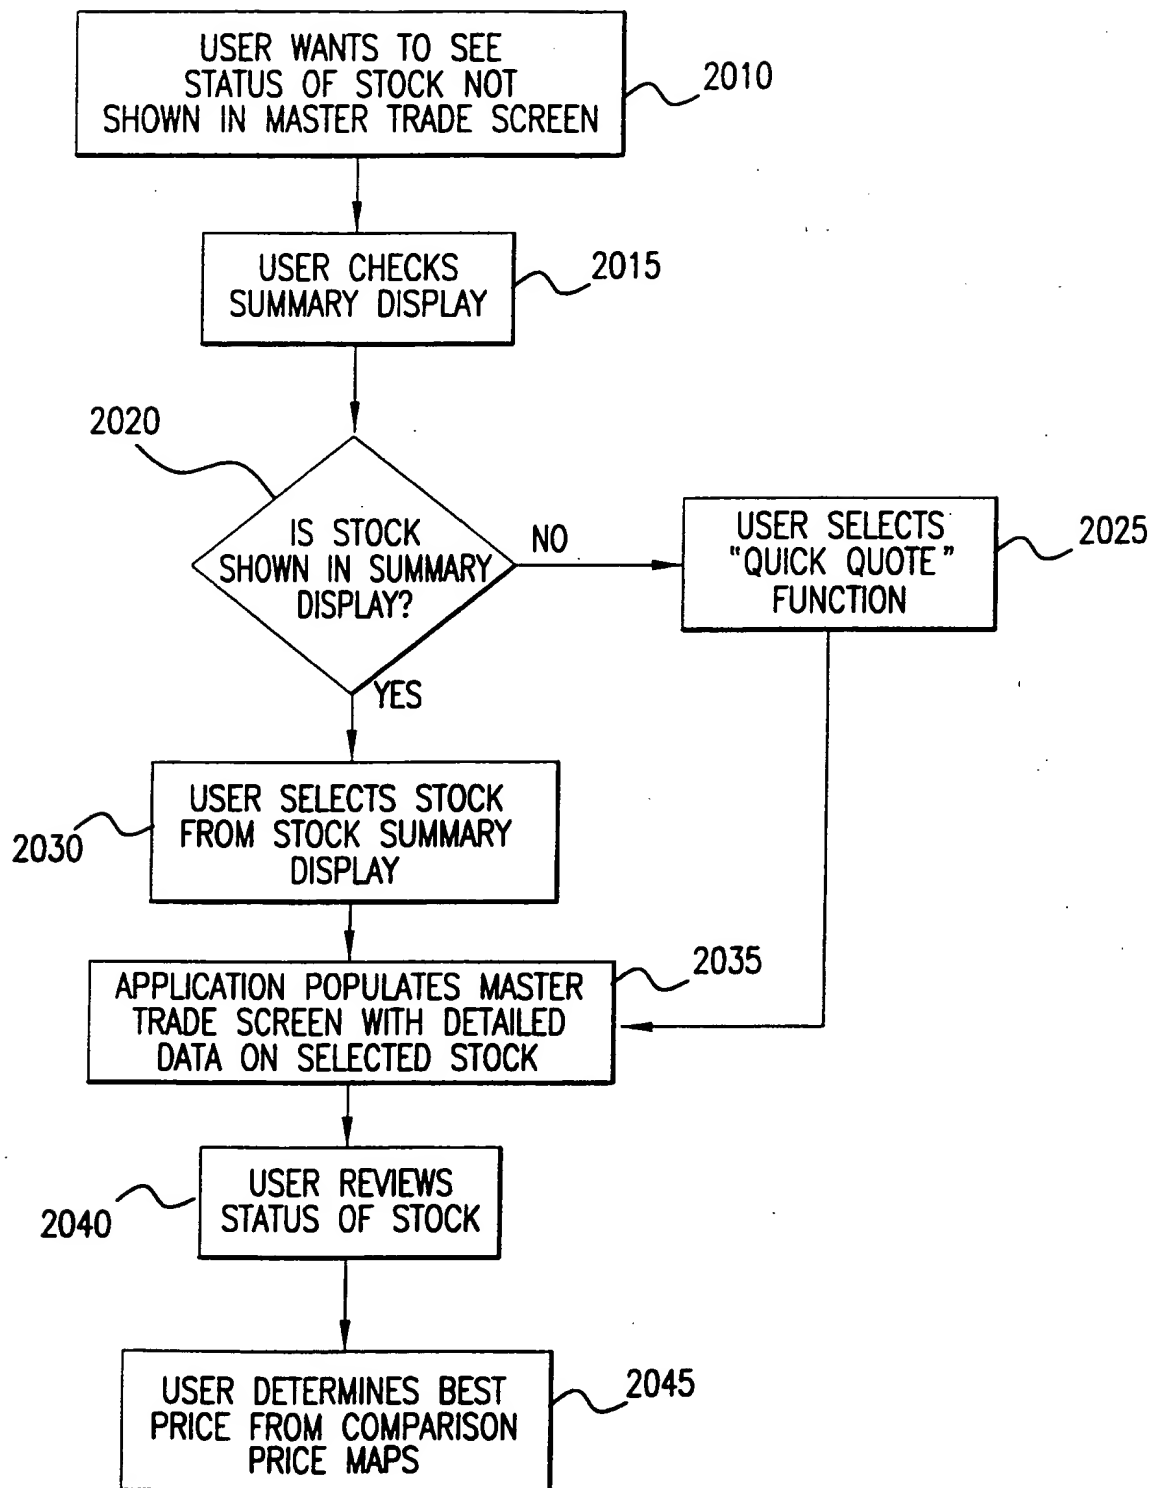 USER WANTS TO SEE
STATUS OF STOCK NOT
SHOWN IN MASTER TRADE SCREEN
2010
USER CHECKS
SUMMARY DISPLAY
2015
2020
IS STOCK
SHOWN IN SUMMARY
DISPLAY?
NO
USER SELECTS
"QUICK QUOTE"
FUNCTION
2025
YES
USER SELECTS STOCK
FROM STOCK SUMMARY
DISPLAY
2030
APPLICATION POPULATES MASTER
TRADE SCREEN WITH DETAILED
DATA ON SELECTED STOCK
2035
USER REVIEWS
STATUS OF STOCK
2040
USER DETERMINES BEST
PRICE FROM COMPARISON
PRICE MAPS
2045